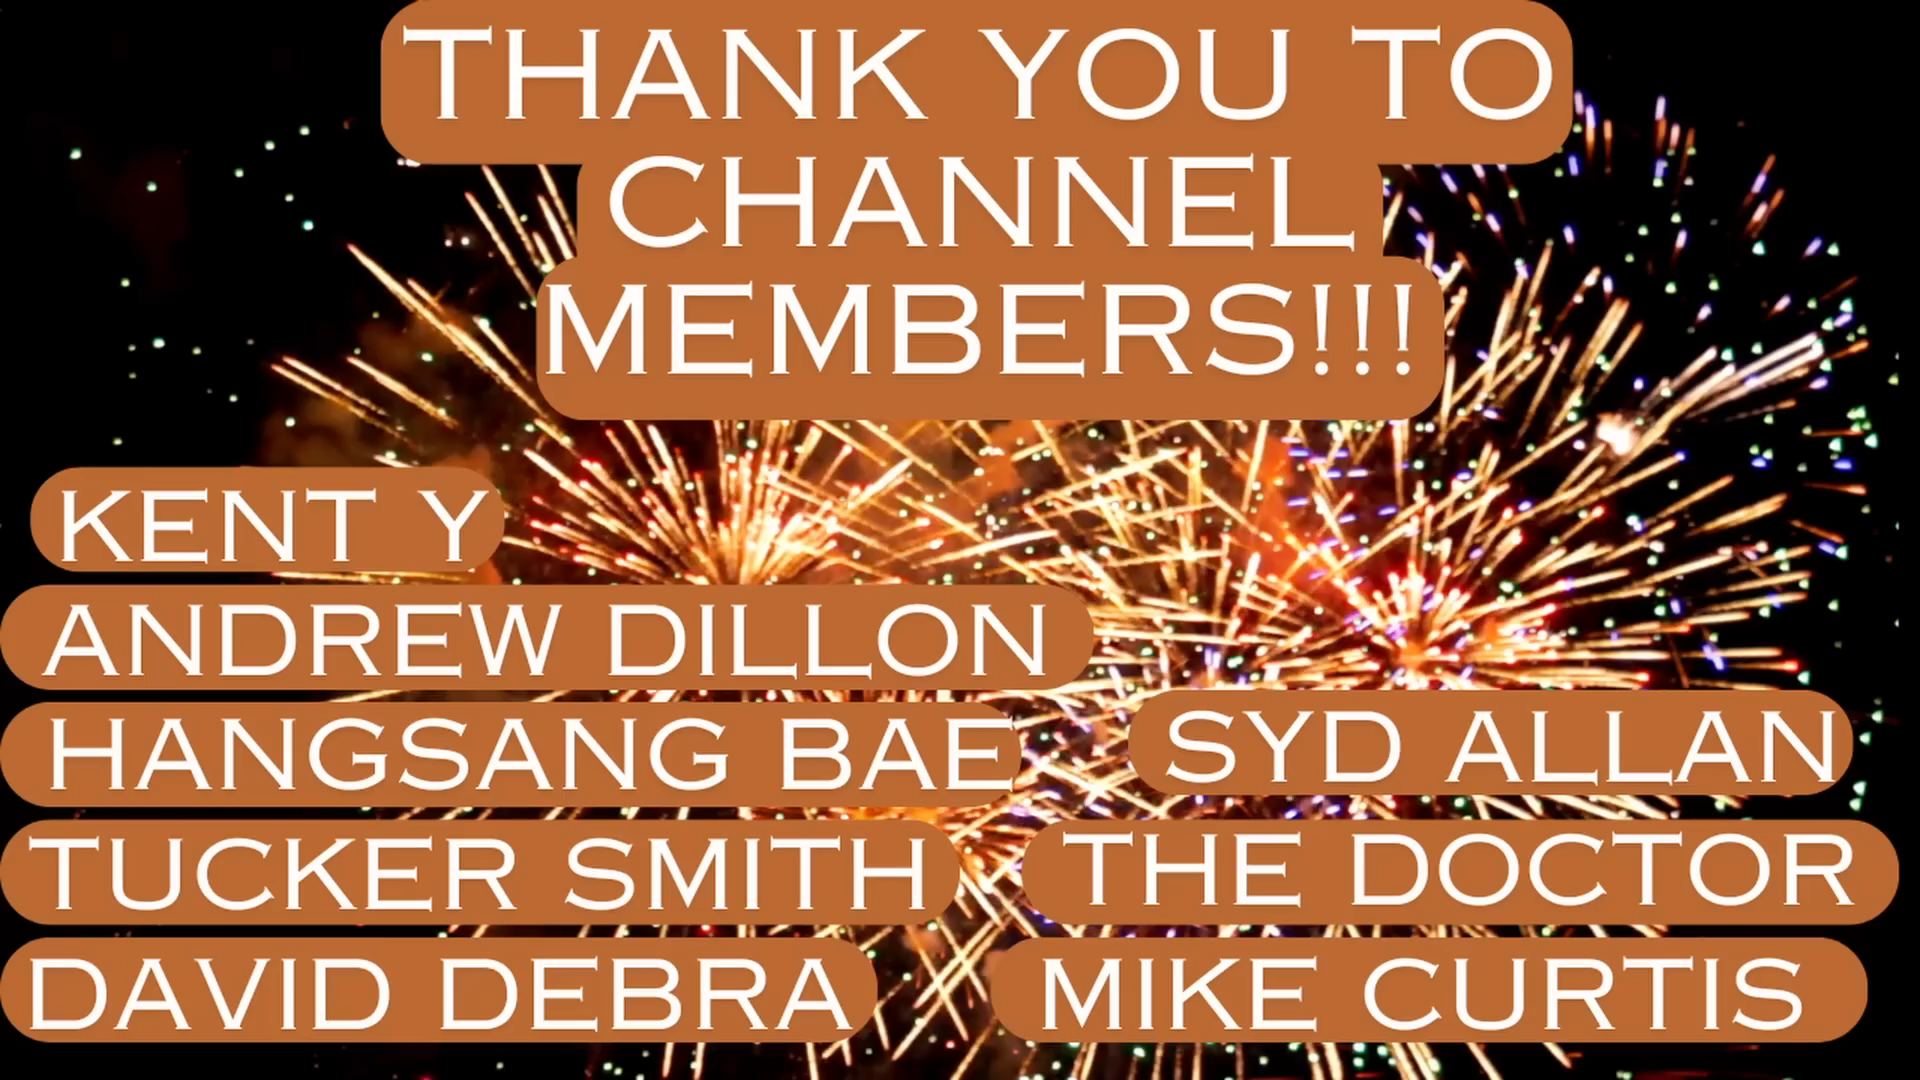 THANK YOU TO
CHANNEL
MEMBERS!!!
KENT Y
ANDREW DILLON
HANGSANG BAE
TUCKER SMITH
DAVID DEBRA
SYD ALLAN
THE DOCTOR
MIKE CURTIS